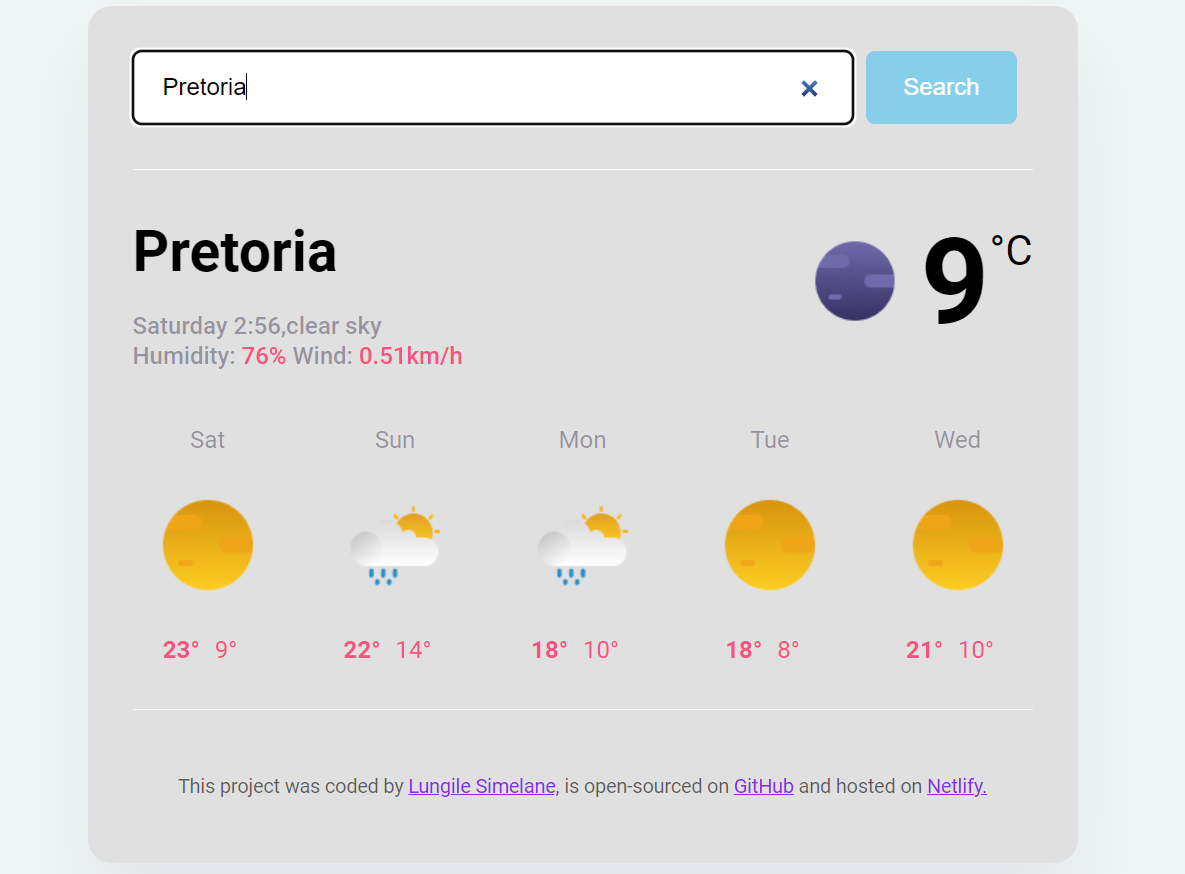 Pretoria
Search
Pretoria
9°C
Saturday 2:56,clear sky
Humidity: 76% Wind: 0.51km/h
Sat Sun Mon Tue Wed
23° 9° 22° 14° 18° 10° 18° 8° 21° 10°
This project was coded by Lungile Simelane, is open-sourced on GitHub and hosted on Netlify.